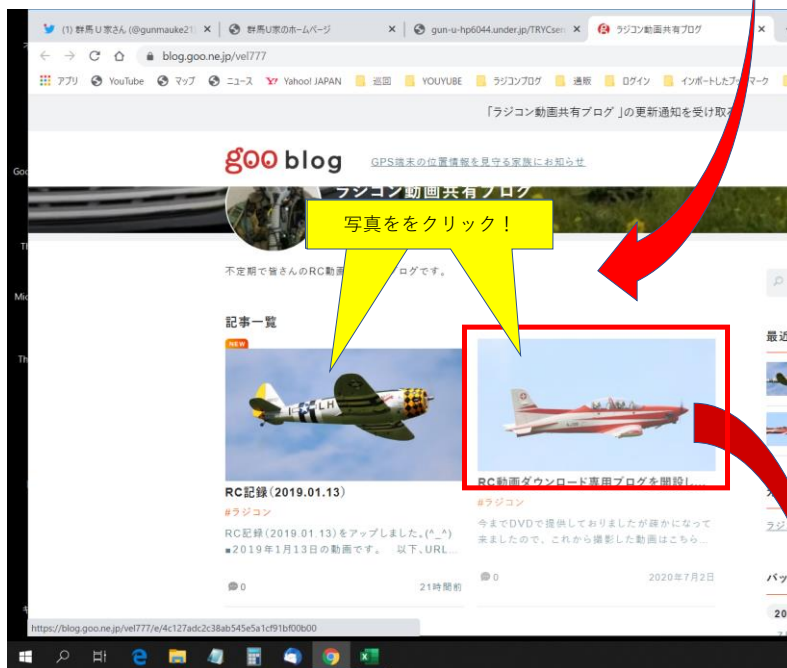 (1) 群馬U家さん (@gunmauke21
群馬U家のホームページ
gun-u-hp6044.under.jp/TRYCser
ラジコン動画共有ブログ
blog.goo.ne.jp/vel777
アプリ YouTube マップ ニュース Yahoo! JAPAN 巡回 YOUYUBE ラジコンブログ 通販 ログイン インポートしたブックマーク
「ラジコン動画共有ブログ 」の更新通知を受け取
goo blog
GPS端末の位置情報を見守る家族にお知らせ
ラジコン動画共有ブログ
写真ををクリック！
不定期で皆さんのRC動画
ログです。
記事一覧
最近
NEW
RC記録(2019.01.13)
#ラジコン
RC記録(2019.01.13)をアップしました。(^_^)
■2019年1月13日の動画です。 以下、URL...
0
21時間前
RC動画ダウンロード専用ブログを開設し...
#ラジコン
今までDVDで提供しておりましたが疎かになって
来ましたので、これから撮影した動画はこちら...
0
2020年7月2日
ラジ
バッ
20
https://blog.goo.ne.jp/vel777/e/4c127adc2c38ab545e5a1cf91bf00b00